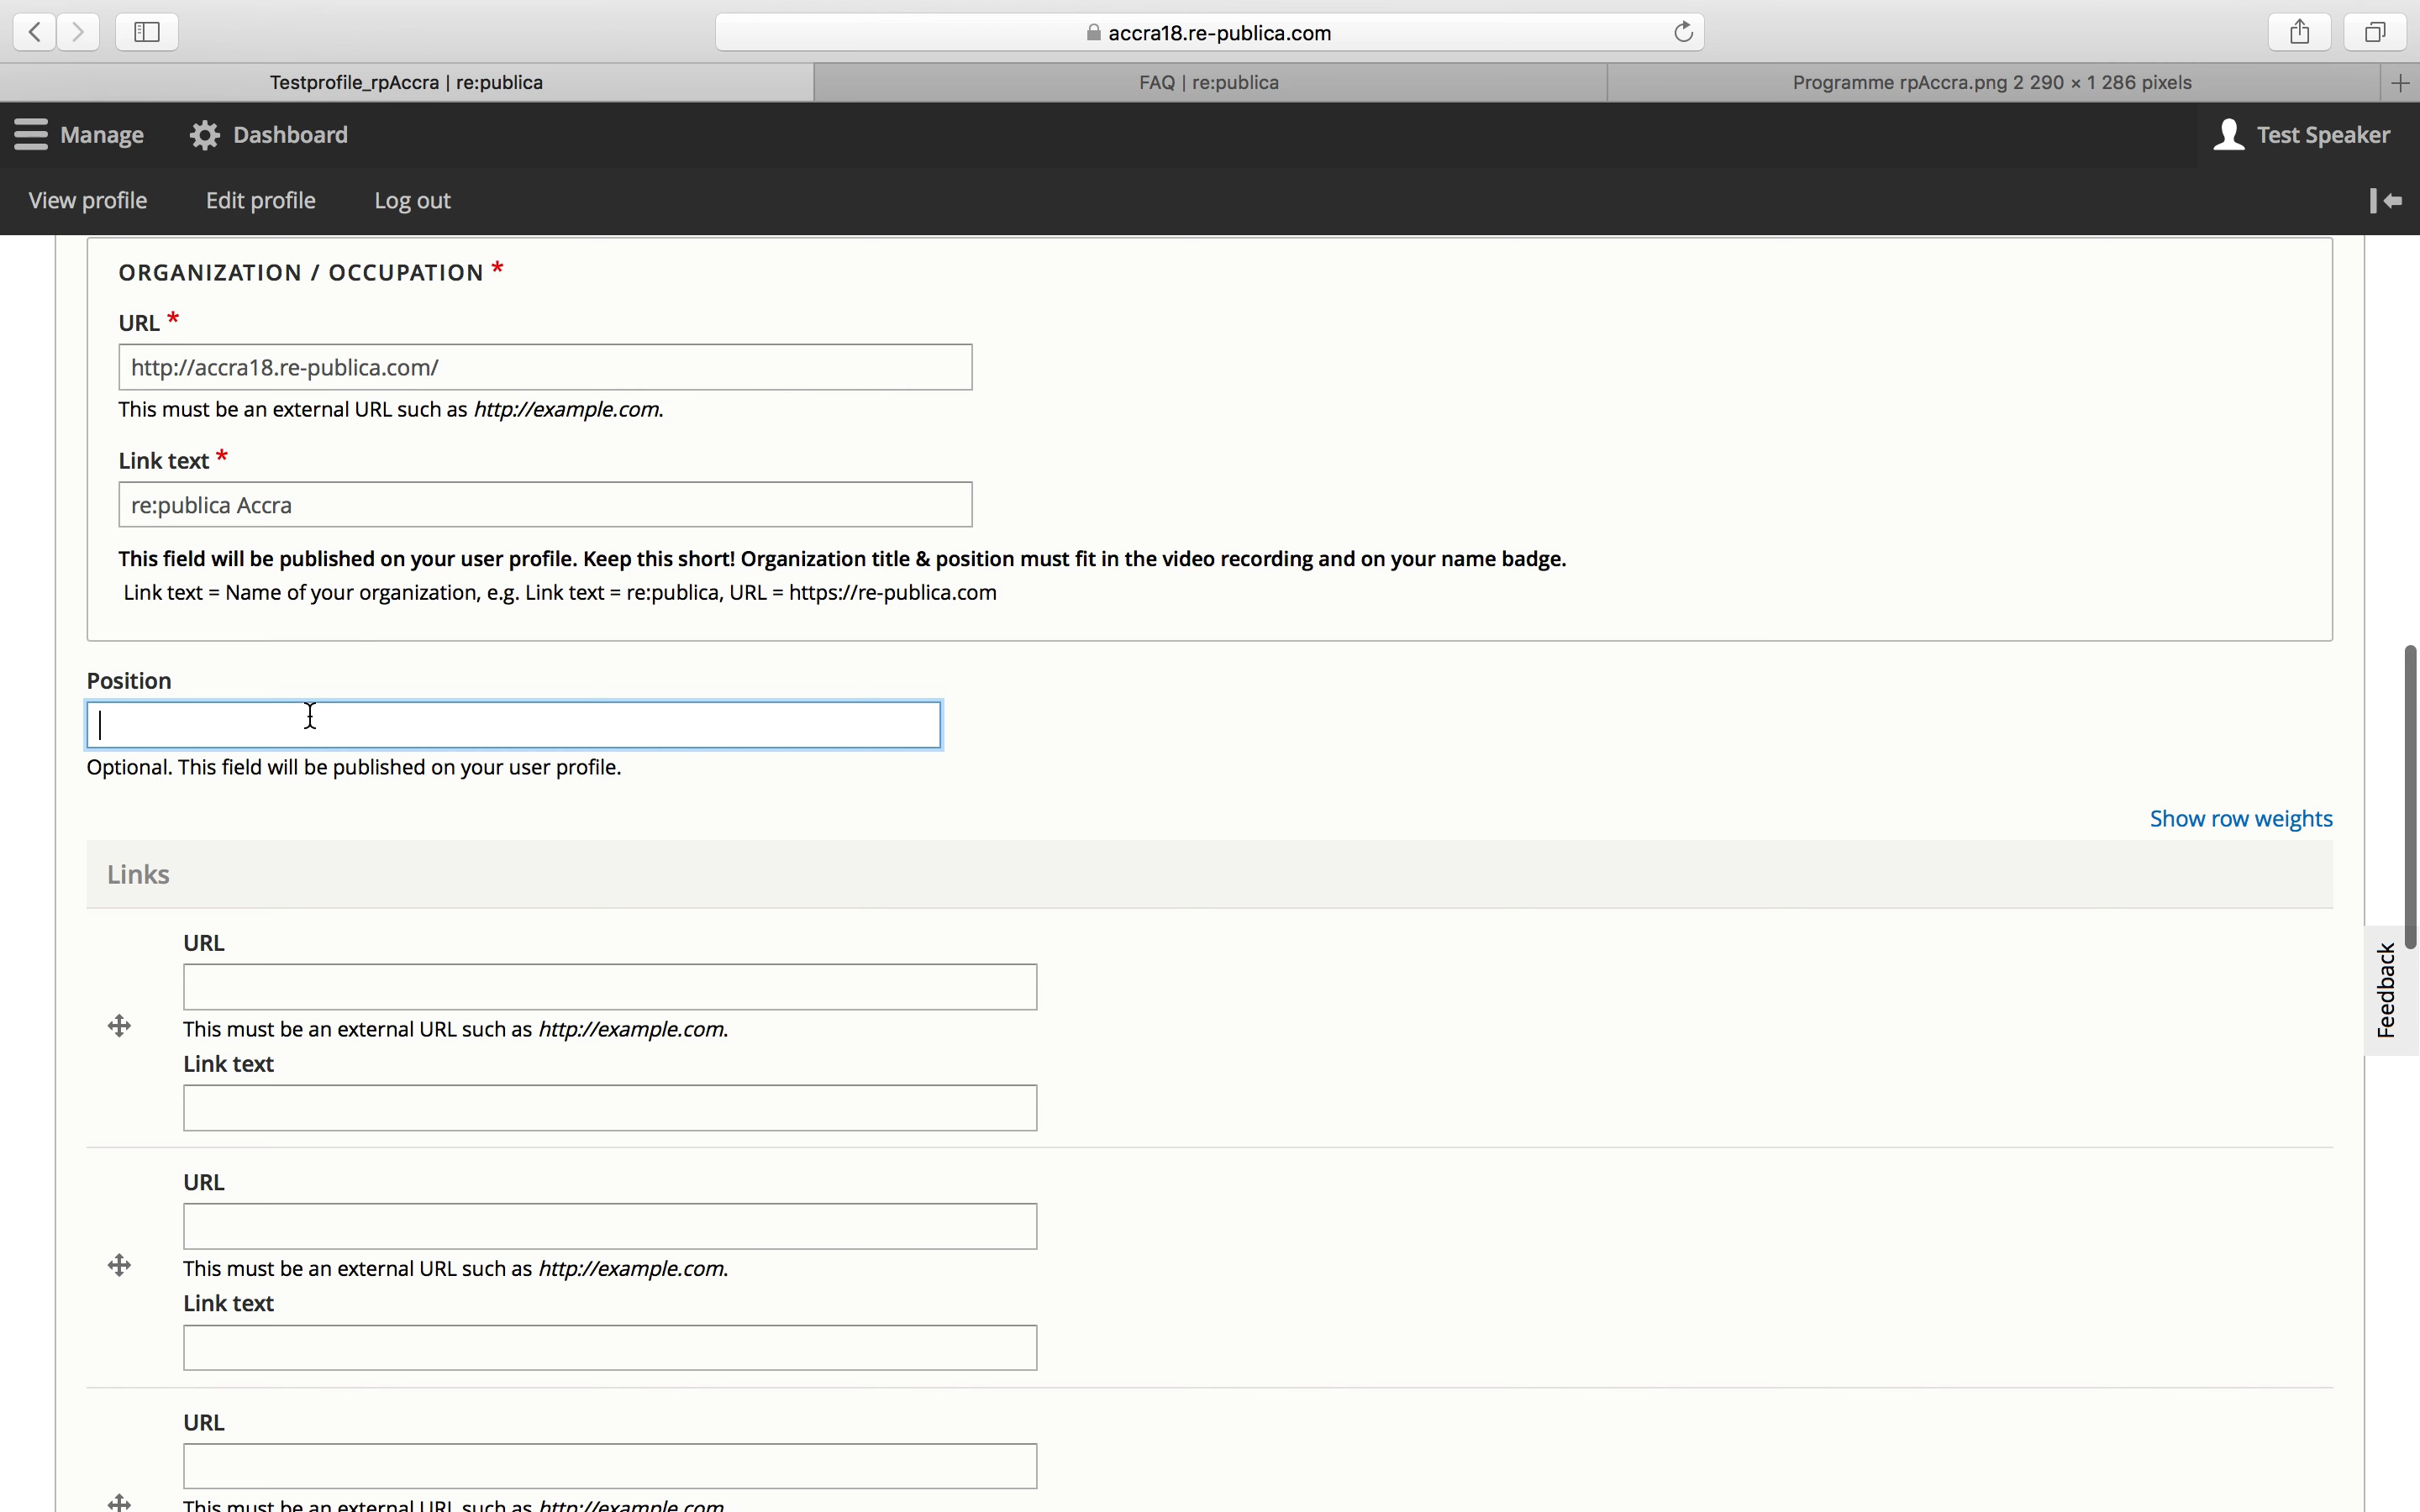 accra18.re-publica.com
Testprofile_rpAccra | re:publica
FAQ | re:publica
Programme rpAccra.png 2 290 × 1 286 pixels
Manage
Dashboard
Test Speaker
View profile
Edit profile
Log out
ORGANIZATION / OCCUPATION *
URL *
http://accra18.re-publica.com/
This must be an external URL such as http://example.com.
Link text *
re:publica Accra
This field will be published on your user profile. Keep this short! Organization title & position must fit in the video recording and on your name badge.
Link text = Name of your organization, e.g. Link text = re:publica, URL = https://re-publica.com
Position
Optional. This field will be published on your user profile.
Show row weights
Links
URL
This must be an external URL such as http://example.com.
Link text
Feedback
URL
This must be an external URL such as http://example.com.
Link text
URL
This must be an external URL such as http://example.com.